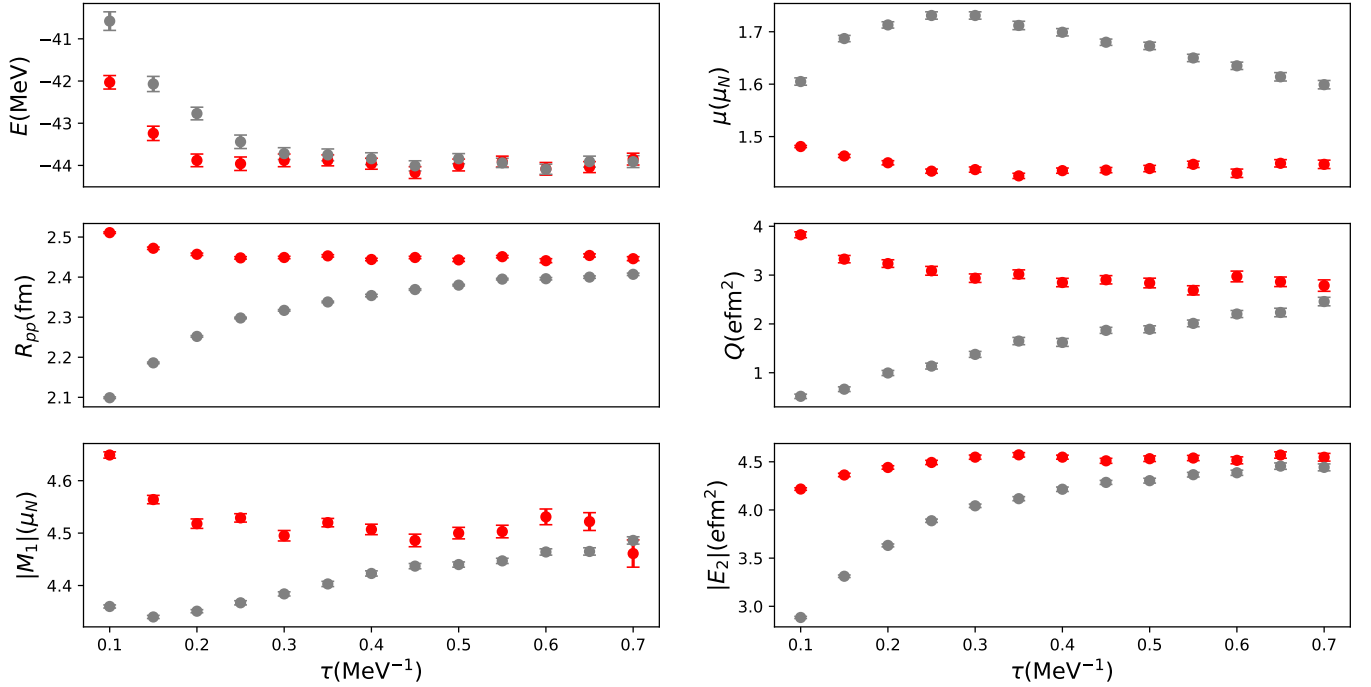 E(MeV)
−41
−42
−43
−44
μ(μ_N)
1.7
1.6
1.5
R_pp(fm)
2.5
2.4
2.3
2.2
2.1
Q(efm²)
4
3
2
1
|M₁|(μ_N)
4.6
4.5
4.4
0.1 0.2 0.3 0.4 0.5 0.6 0.7
τ(MeV⁻¹)
|E₂|(efm²)
4.5
4.0
3.5
3.0
0.1 0.2 0.3 0.4 0.5 0.6 0.7
τ(MeV⁻¹)